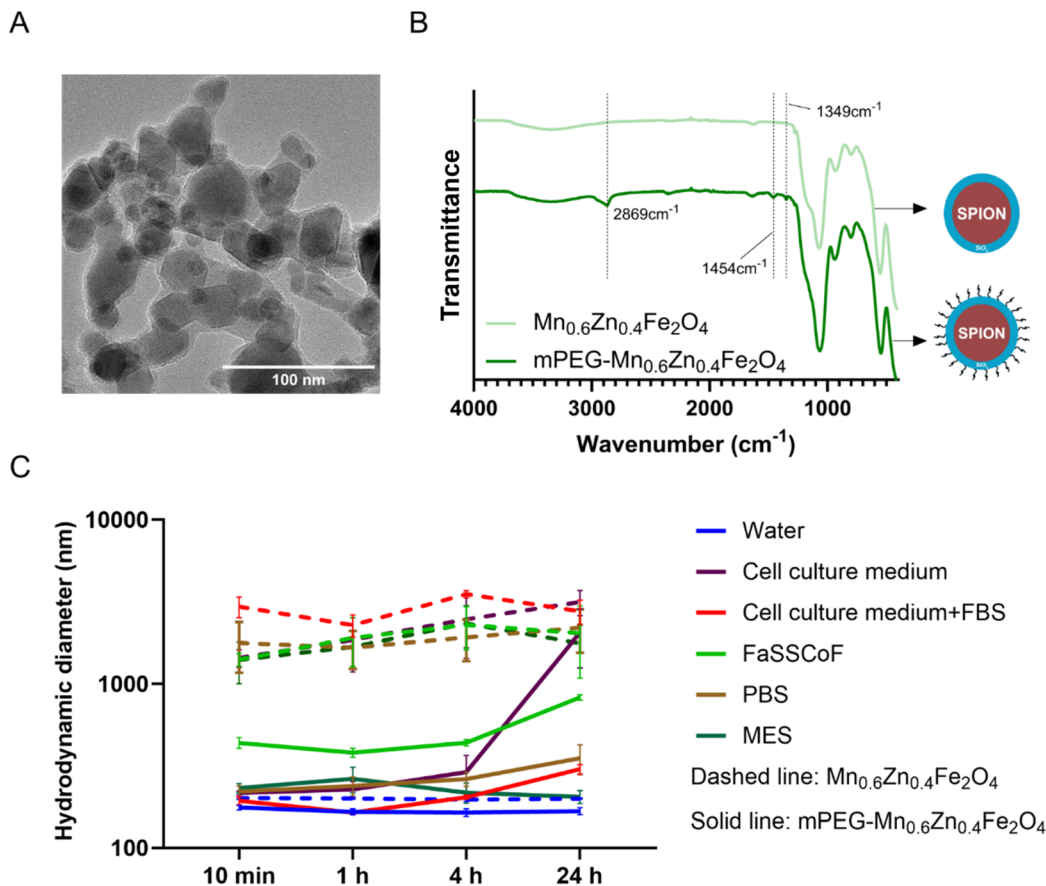 A
100 nm
B
Transmittance
1349cm⁻¹
2869cm⁻¹
1454cm⁻¹
Mn₀.₆Zn₀.₄Fe₂O₄
mPEG-Mn₀.₆Zn₀.₄Fe₂O₄
4000 3000 2000 1000
Wavenumber (cm⁻¹)
SPION
SiO₂
SPION
SiO₂
C
Hydrodynamic diameter (nm)
10000
1000
100
10 min 1 h 4 h 24 h
Water
Cell culture medium
Cell culture medium+FBS
FaSSCoF
PBS
MES
Dashed line: Mn₀.₆Zn₀.₄Fe₂O₄
Solid line: mPEG-Mn₀.₆Zn₀.₄Fe₂O₄